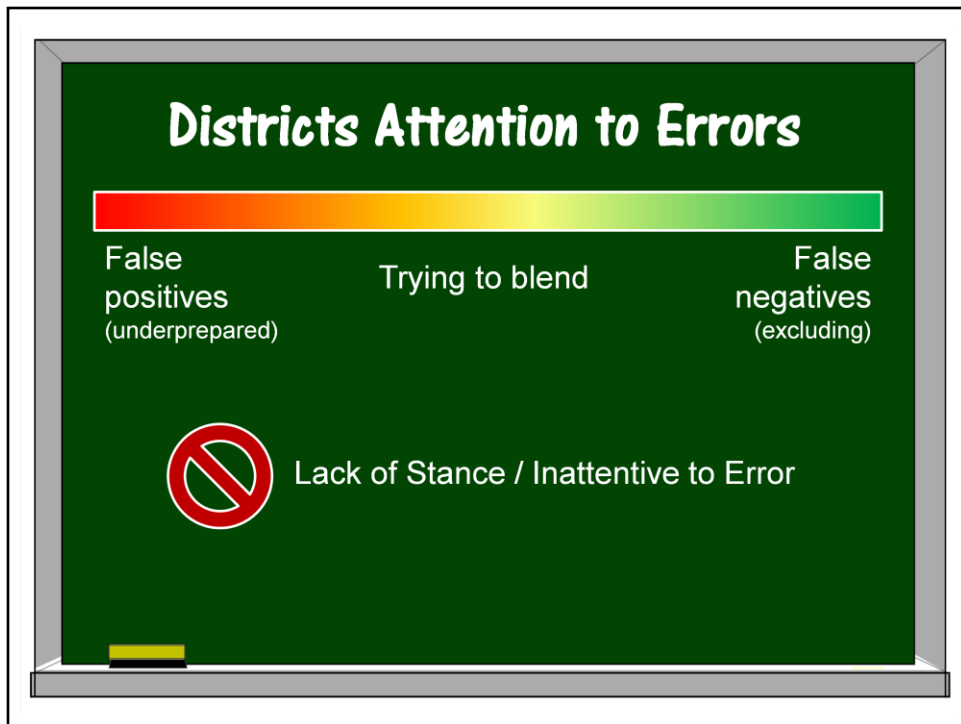 Districts Attention to Errors
False
positives
(underprepared)
Trying to blend
False
negatives
(excluding)
Lack of Stance / Inattentive to Error